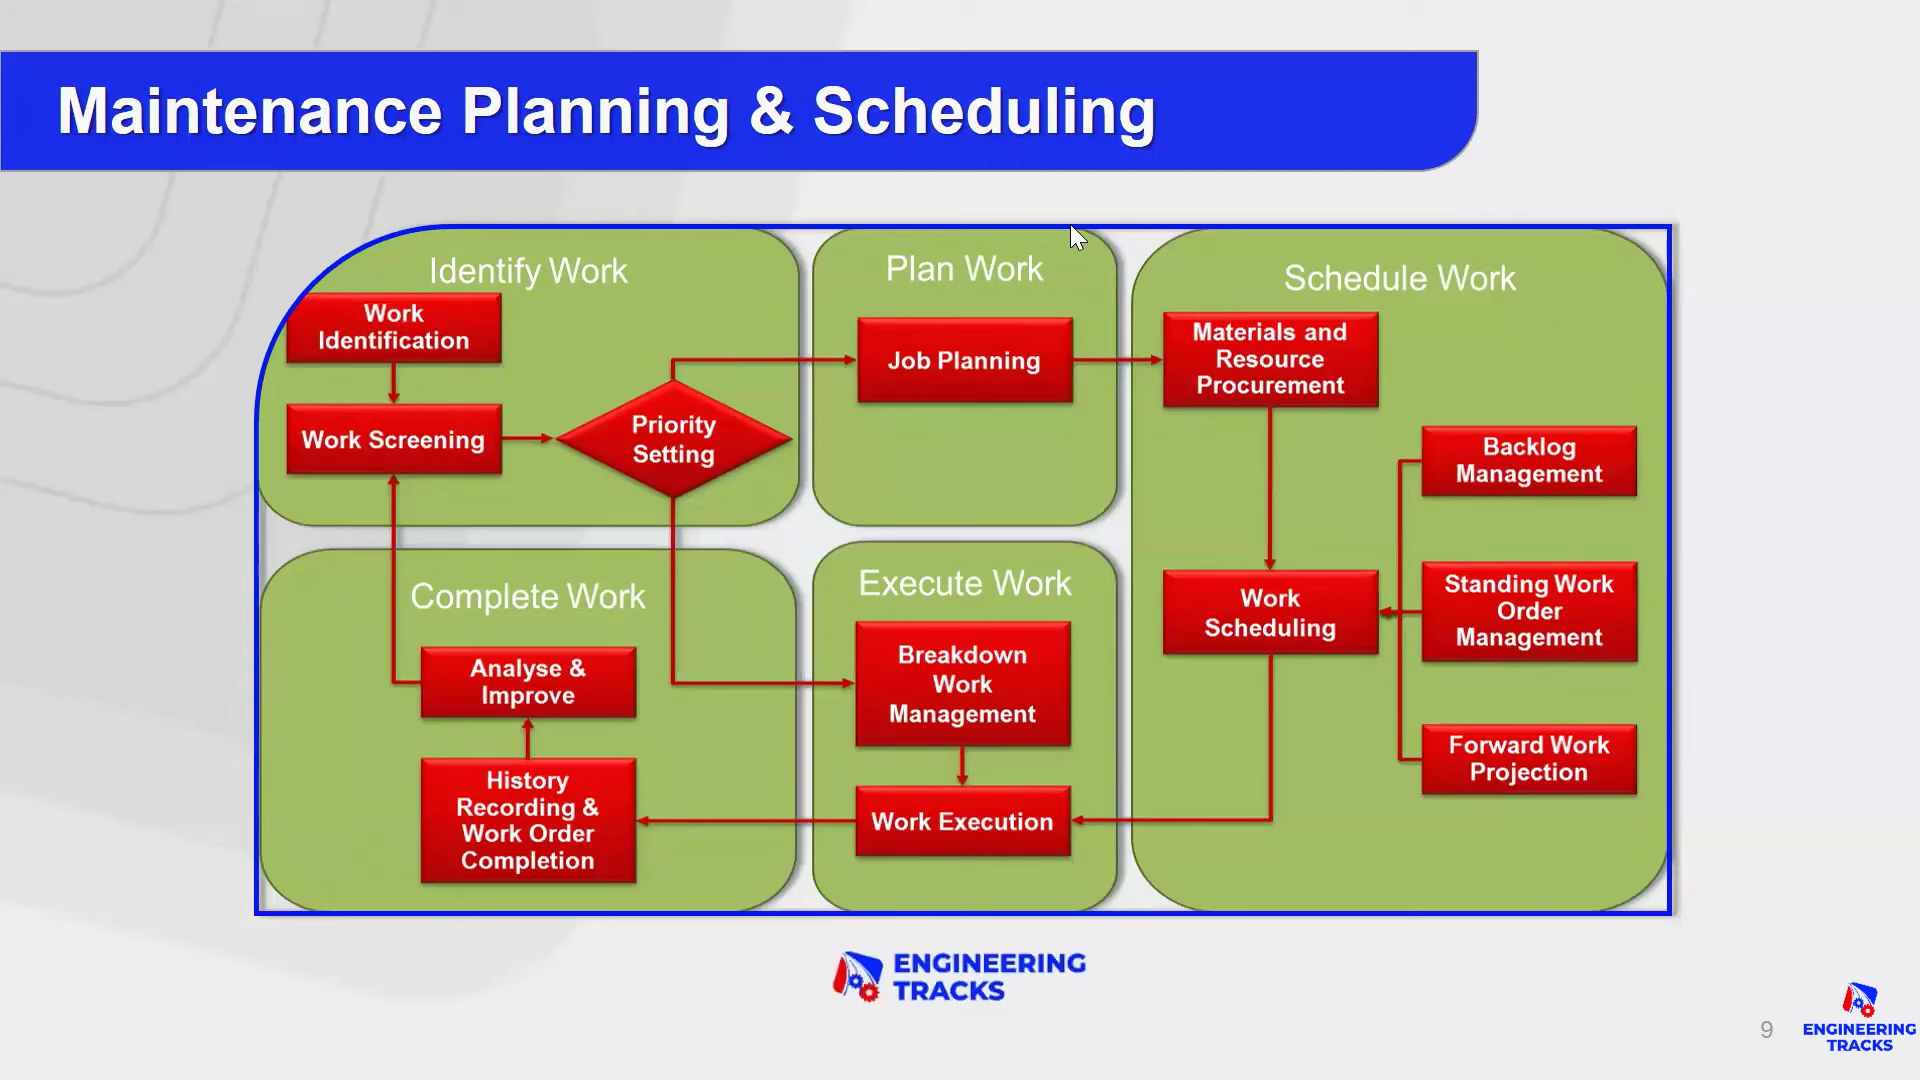 Maintenance Planning & Scheduling
Identify Work
Work
Identification
Work Screening
Priority
Setting
Plan Work
Job Planning
Schedule Work
Materials and
Resource
Procurement
Backlog
Management
Work
Scheduling
Standing Work
Order
Management
Forward Work
Projection
Complete Work
Analyse &
Improve
History
Recording &
Work Order
Completion
Execute Work
Breakdown
Work
Management
Work Execution
ENGINEERING
TRACKS
9
ENGINEERING
TRACKS